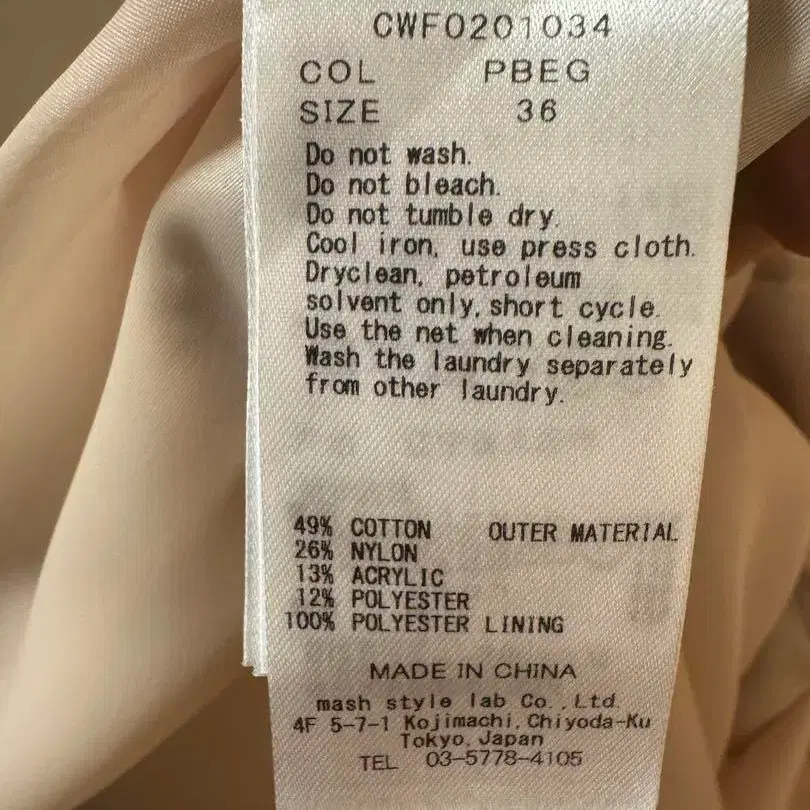 CWF0201034
COL PBEG
SIZE 36
Do not wash.
Do not bleach.
Do not tumble dry.
Cool iron, use press cloth.
Dryclean, petroleum
solvent only, short cycle.
Use the net when cleaning.
Wash the laundry separately
from other laundry.
49% COTTON OUTER MATERIAL
26% NYLON
13% ACRYLIC
12% POLYESTER
100% POLYESTER LINING
MADE IN CHINA
mash style lab Co.,Ltd.
4F 5-7-1 Kojimachi,Chiyoda-Ku
Tokyo,Japan
TEL 03-5778-4105